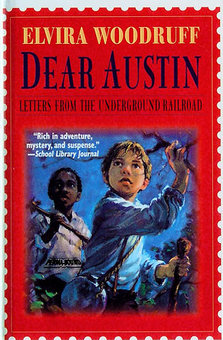 ELVIRA WOODRUFF
DEAR AUSTIN
LETTERS FROM THE UNDERGROUND RAILROAD
"Rich in adventure,
mystery, and suspense."
—School Library Journal